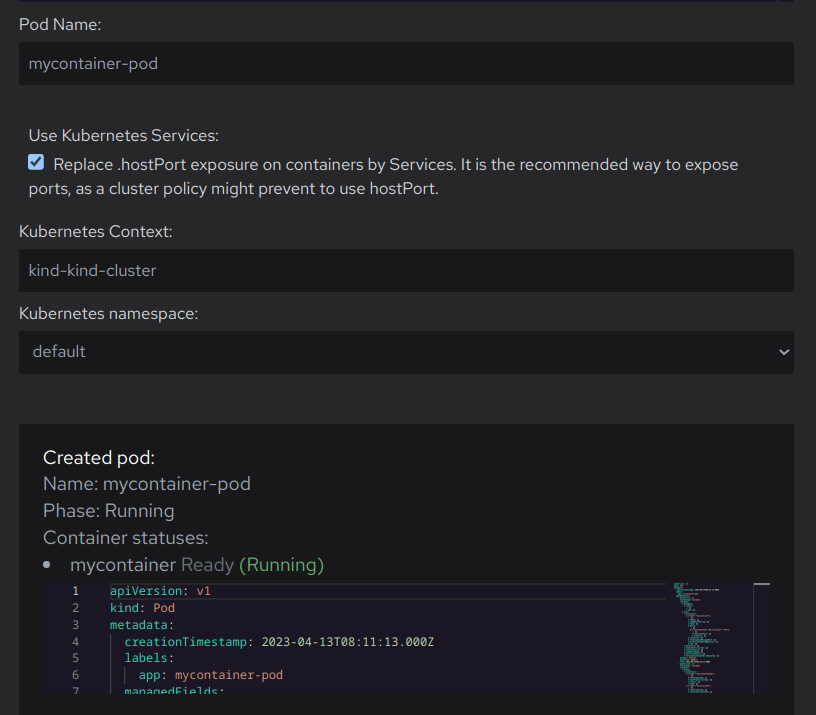 Pod Name:
mycontainer-pod
Use Kubernetes Services:
Replace .hostPort exposure on containers by Services. It is the recommended way to expose
ports, as a cluster policy might prevent to use hostPort.
Kubernetes Context:
kind-kind-cluster
Kubernetes namespace:
default
Created pod:
Name: mycontainer-pod
Phase: Running
Container statuses:
• mycontainer Ready (Running)
1 apiVersion: v1
2 kind: Pod
3 metadata:
4 creationTimestamp: 2023-04-13T08:11:13.000Z
5 labels:
6 app: mycontainer-pod
7 managedFields: